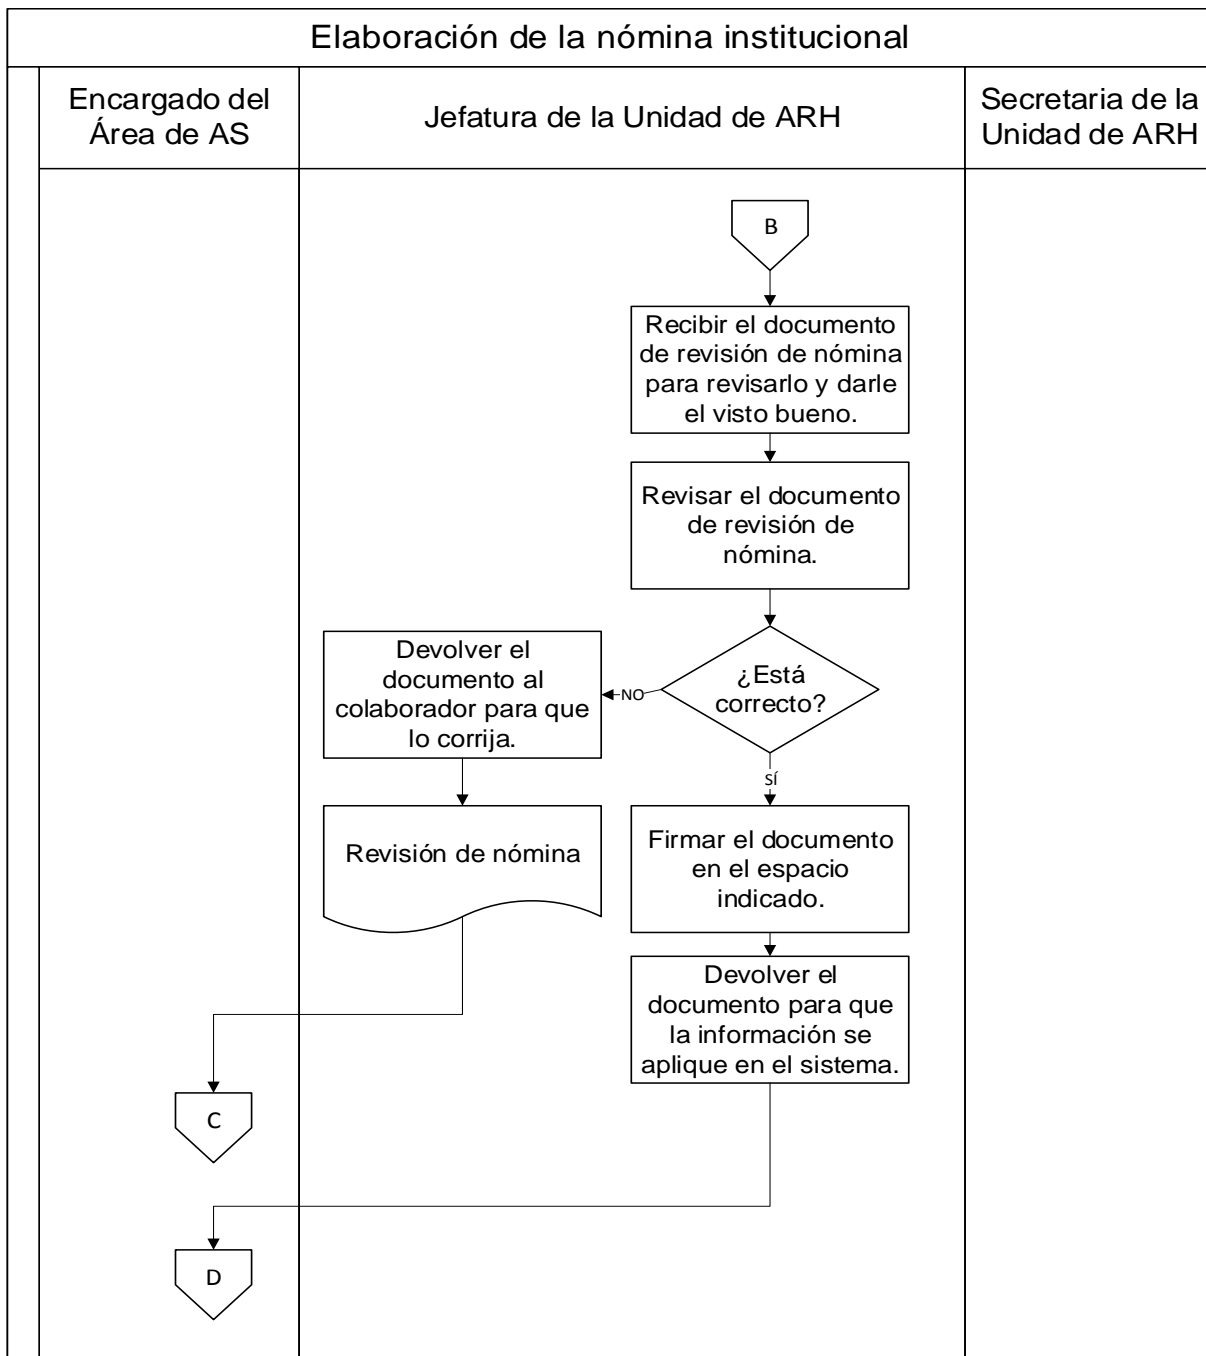 Elaboración de la nómina institucional
Encargado del
Área de AS
Jefatura de la Unidad de ARH
Secretaria de la
Unidad de ARH
B
Recibir el documento
de revisión de nómina
para revisarlo y darle
el visto bueno.
Revisar el documento
de revisión de
nómina.
¿Está
correcto?
NO
Devolver el
documento al
colaborador para que
lo corrija.
Revisión de nómina
SÍ
Firmar el documento
en el espacio
indicado.
Devolver el
documento para que
la información se
aplique en el sistema.
C
D